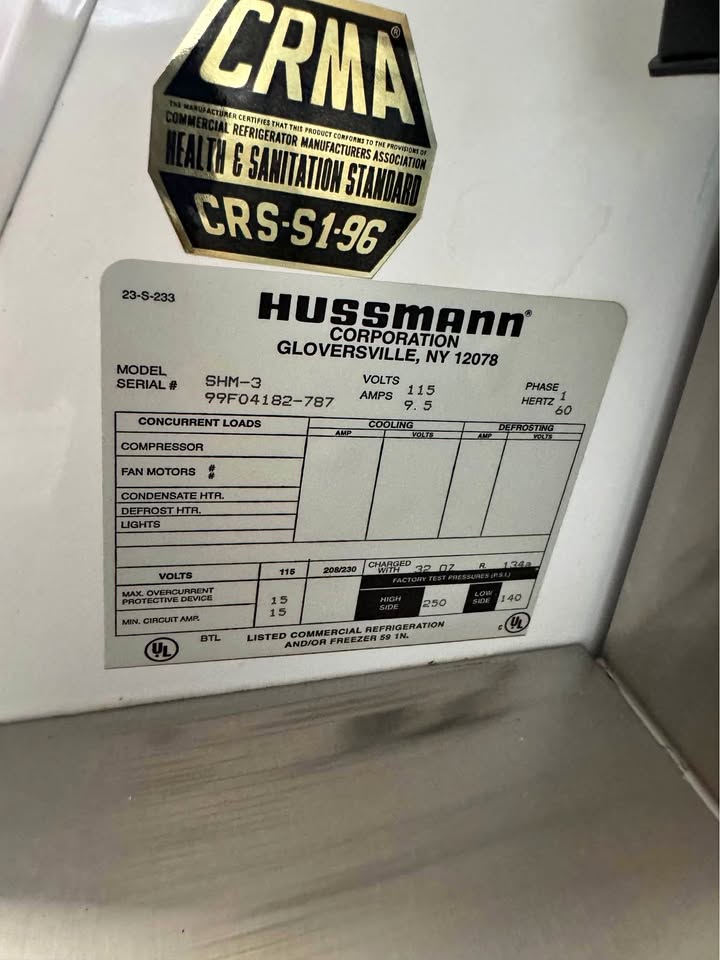 CRMA®
THE MANUFACTURER CERTIFIES THAT THIS PRODUCT CONFORMS TO THE PROVISIONS OF
COMMERCIAL REFRIGERATOR MANUFACTURERS ASSOCIATION
HEALTH & SANITATION STANDARD
CRS-S1-96
23-S-233
HUSSMANN®
CORPORATION
GLOVERSVILLE, NY 12078
MODEL SHM-3 VOLTS 115 PHASE 1
SERIAL # 99F04182-787 AMPS 9.5 HERTZ 60
CONCURRENT LOADS COOLING DEFROSTING
AMP VOLTS AMP VOLTS
COMPRESSOR
FAN MOTORS #
#
CONDENSATE HTR.
DEFROST HTR.
LIGHTS
VOLTS 115 208/230 CHARGED WITH 32 OZ R 134a
FACTORY TEST PRESSURES (P.S.I.)
MAX. OVERCURRENT PROTECTIVE DEVICE 15 HIGH SIDE 250 LOW SIDE 140
MIN. CIRCUIT AMP. 15
UL BTL LISTED COMMERCIAL REFRIGERATION C UL
AND/OR FREEZER 59 1N.